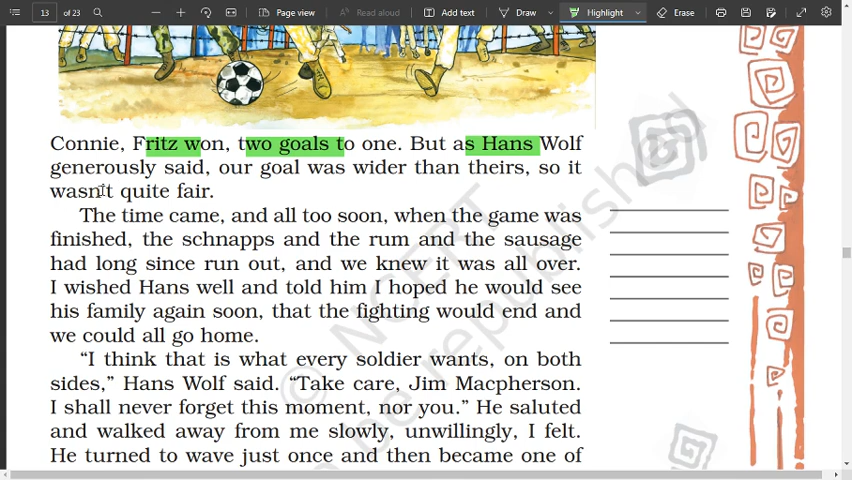 13 of 23 Page view Read aloud Add text Draw Highlight Erase
Connie, Fritz won, two goals to one. But as Hans Wolf
generously said, our goal was wider than theirs, so it
wasn't quite fair.
The time came, and all too soon, when the game was
finished, the schnapps and the rum and the sausage
had long since run out, and we knew it was all over.
I wished Hans well and told him I hoped he would see
his family again soon, that the fighting would end and
we could all go home.
“I think that is what every soldier wants, on both
sides,” Hans Wolf said. “Take care, Jim Macpherson.
I shall never forget this moment, nor you.” He saluted
and walked away from me slowly, unwillingly, I felt.
He turned to wave just once and then became one of
© NCERT
be republished